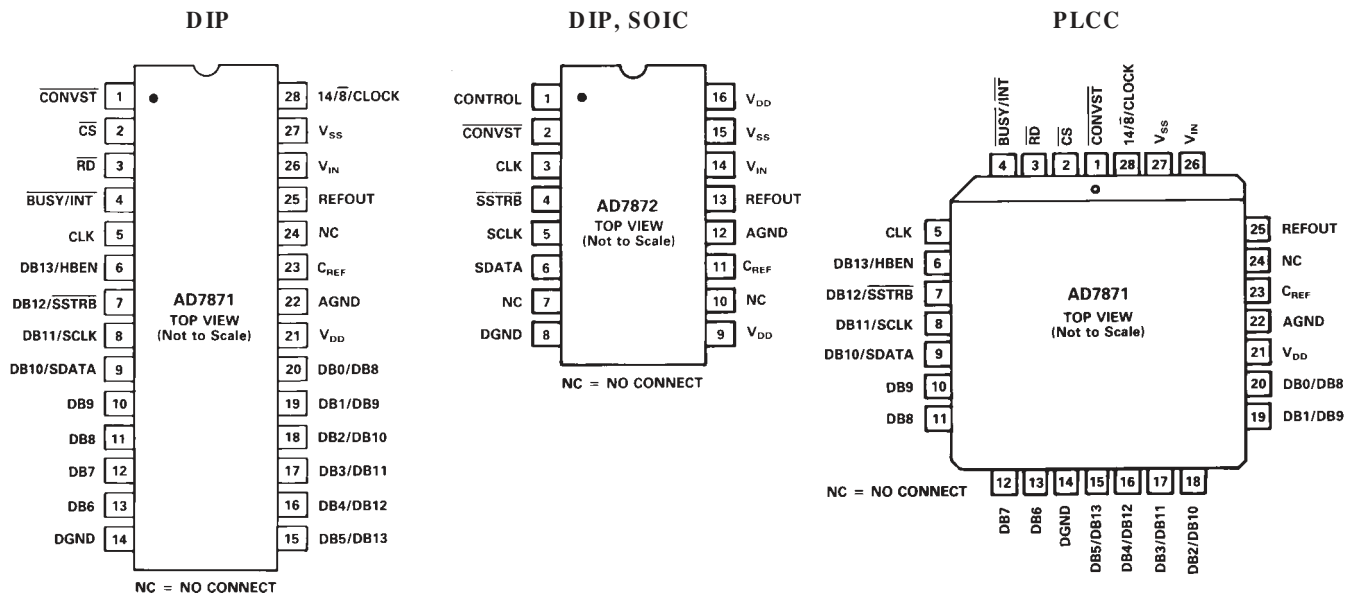 DIP
CONVST 1
CS 2
RD 3
BUSY/INT 4
CLK 5
DB13/HBEN 6
DB12/SSTRB 7
DB11/SCLK 8
DB10/SDATA 9
DB9 10
DB8 11
DB7 12
DB6 13
DGND 14
AD7871
TOP VIEW
(Not to Scale)
28 14/8/CLOCK
27 VSS
26 VIN
25 REFOUT
24 NC
23 CREF
22 AGND
21 VDD
20 DB0/DB8
19 DB1/DB9
18 DB2/DB10
17 DB3/DB11
16 DB4/DB12
15 DB5/DB13
NC = NO CONNECT
DIP, SOIC
CONTROL 1
CONVST 2
CLK 3
SSTRB 4
SCLK 5
SDATA 6
NC 7
DGND 8
AD7872
TOP VIEW
(Not to Scale)
16 VDD
15 VSS
14 VIN
13 REFOUT
12 AGND
11 CREF
10 NC
9 VDD
NC = NO CONNECT
PLCC
BUSY/INT 4
RD 3
CS 2
CONVST 1
14/8/CLOCK 28
VSS 27
VIN 26
CLK 5
DB13/HBEN 6
DB12/SSTRB 7
DB11/SCLK 8
DB10/SDATA 9
DB9 10
DB8 11
AD7871
TOP VIEW
(Not to Scale)
25 REFOUT
24 NC
23 CREF
22 AGND
21 VDD
20 DB0/DB8
19 DB1/DB9
NC = NO CONNECT
12 DB7
13 DB6
14 DGND
15 DB5/DB13
16 DB4/DB12
17 DB3/DB11
18 DB2/DB10